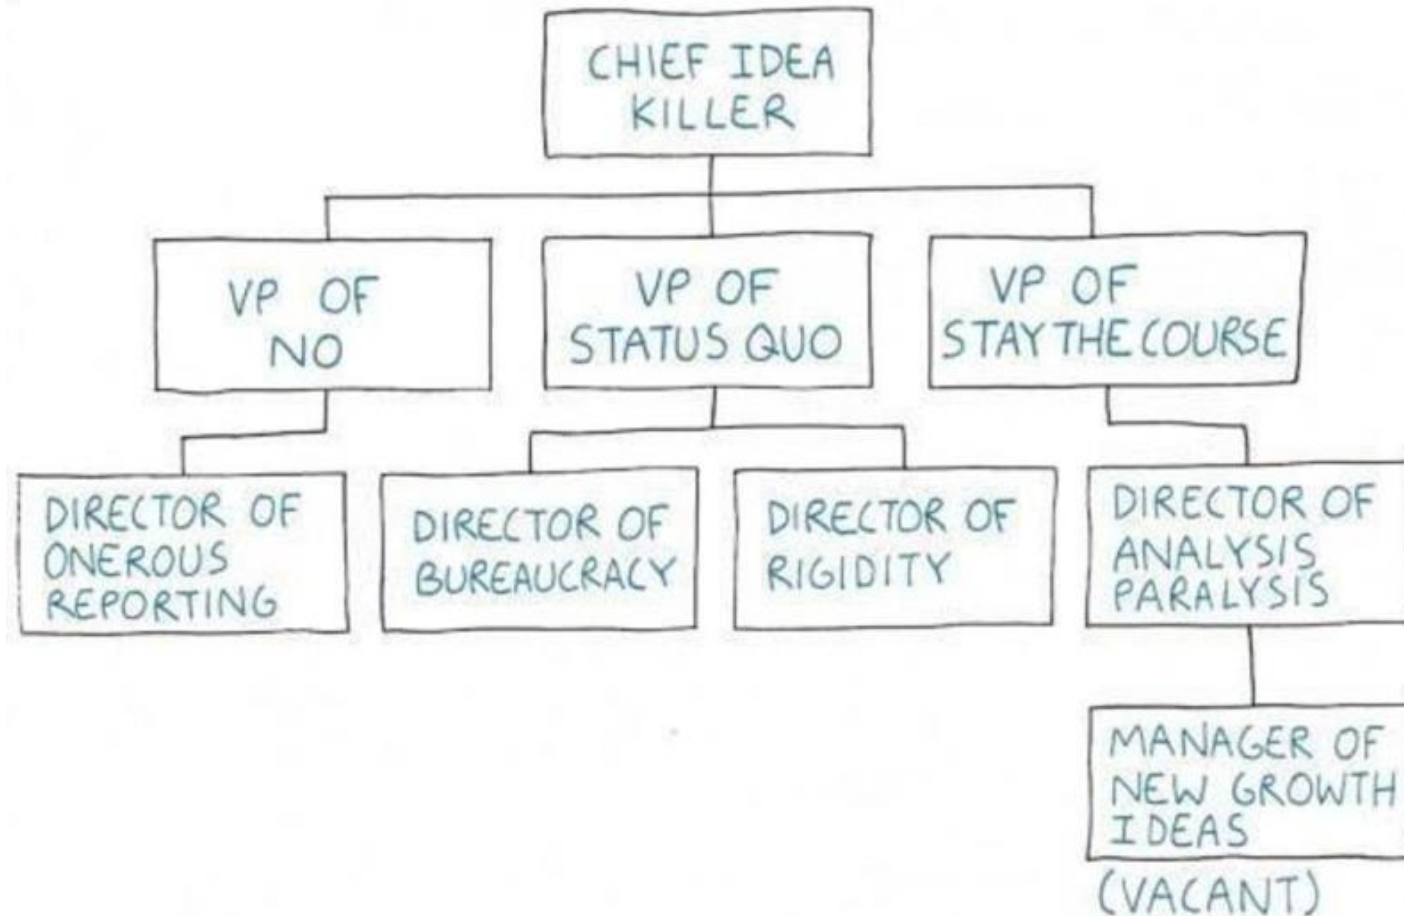 CHIEF IDEA
KILLER
VP OF
NO
VP OF
STATUS QUO
VP OF
STAY THE COURSE
DIRECTOR OF
ONEROUS
REPORTING
DIRECTOR OF
BUREAUCRACY
DIRECTOR OF
RIGIDITY
DIRECTOR OF
ANALYSIS
PARALYSIS
MANAGER OF
NEW GROWTH
IDEAS
(VACANT)